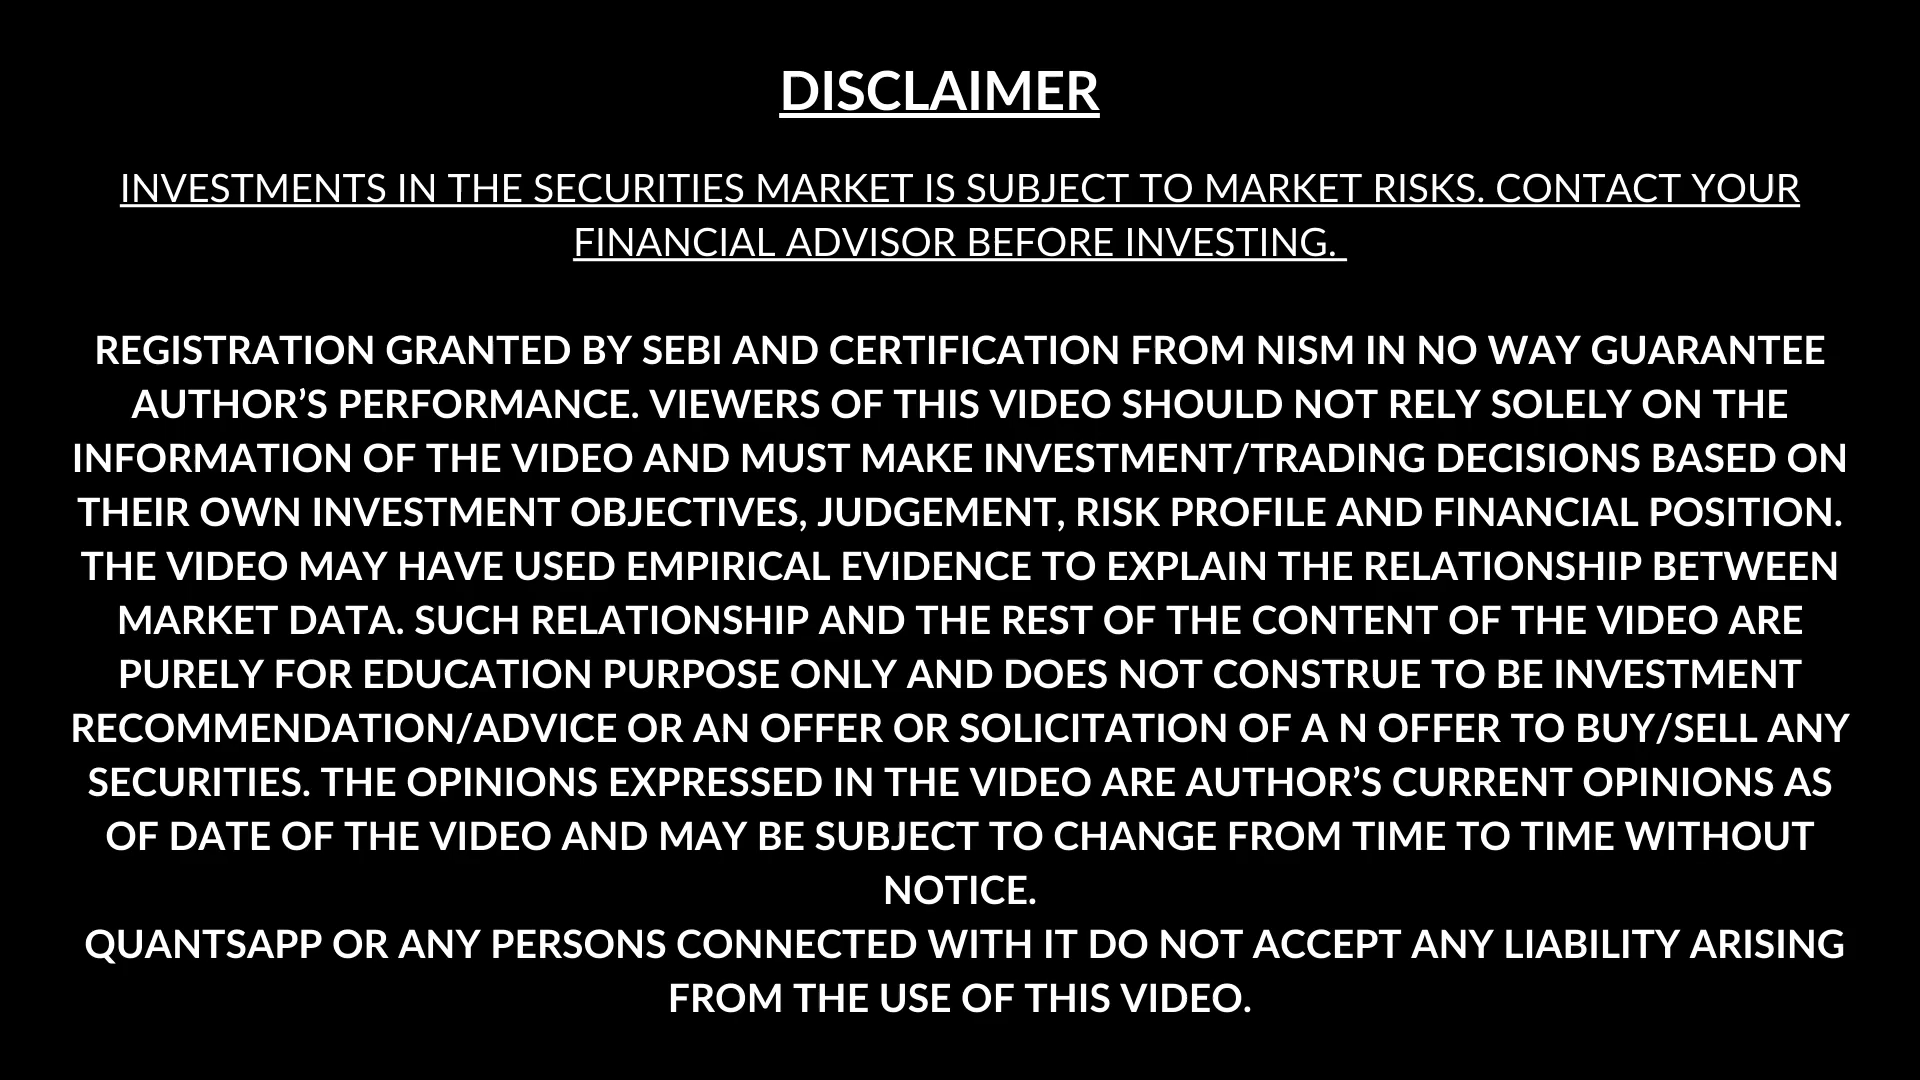 DISCLAIMER
INVESTMENTS IN THE SECURITIES MARKET IS SUBJECT TO MARKET RISKS. CONTACT YOUR
FINANCIAL ADVISOR BEFORE INVESTING.
REGISTRATION GRANTED BY SEBI AND CERTIFICATION FROM NISM IN NO WAY GUARANTEE
AUTHOR’S PERFORMANCE. VIEWERS OF THIS VIDEO SHOULD NOT RELY SOLELY ON THE
INFORMATION OF THE VIDEO AND MUST MAKE INVESTMENT/TRADING DECISIONS BASED ON
THEIR OWN INVESTMENT OBJECTIVES, JUDGEMENT, RISK PROFILE AND FINANCIAL POSITION.
THE VIDEO MAY HAVE USED EMPIRICAL EVIDENCE TO EXPLAIN THE RELATIONSHIP BETWEEN
MARKET DATA. SUCH RELATIONSHIP AND THE REST OF THE CONTENT OF THE VIDEO ARE
PURELY FOR EDUCATION PURPOSE ONLY AND DOES NOT CONSTRUE TO BE INVESTMENT
RECOMMENDATION/ADVICE OR AN OFFER OR SOLICITATION OF A N OFFER TO BUY/SELL ANY
SECURITIES. THE OPINIONS EXPRESSED IN THE VIDEO ARE AUTHOR’S CURRENT OPINIONS AS
OF DATE OF THE VIDEO AND MAY BE SUBJECT TO CHANGE FROM TIME TO TIME WITHOUT
NOTICE.
QUANTSAPP OR ANY PERSONS CONNECTED WITH IT DO NOT ACCEPT ANY LIABILITY ARISING
FROM THE USE OF THIS VIDEO.